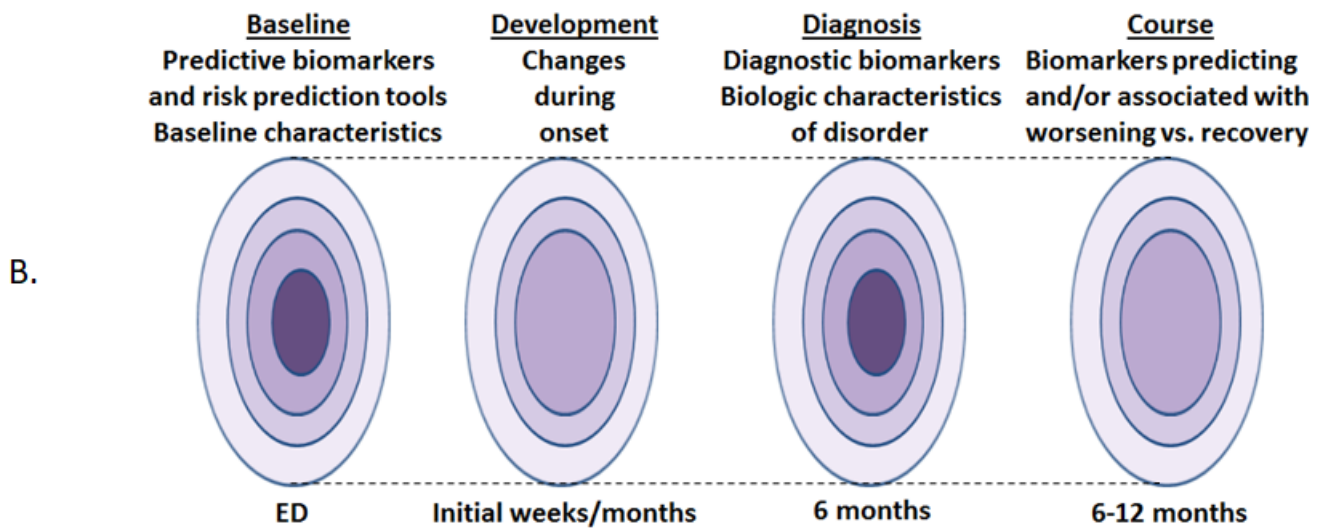 Baseline
Predictive biomarkers
and risk prediction tools
Baseline characteristics
Development
Changes
during
onset
Diagnosis
Diagnostic biomarkers
Biologic characteristics
of disorder
Course
Biomarkers predicting
and/or associated with
worsening vs. recovery
B.
ED
Initial weeks/months
6 months
6-12 months